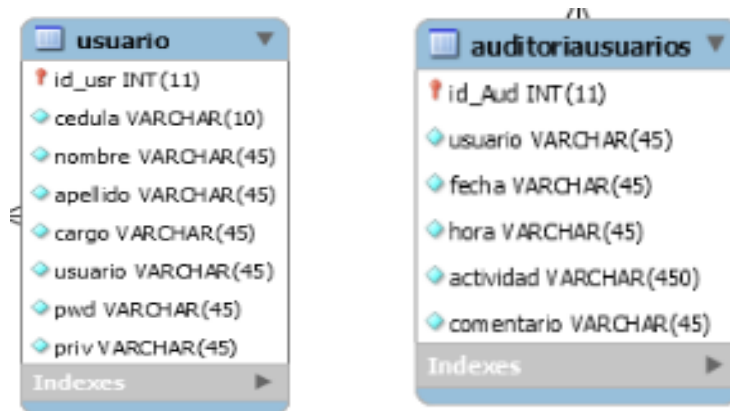 usuario
id_usr INT(11)
cedula VARCHAR(10)
nombre VARCHAR(45)
apellido VARCHAR(45)
cargo VARCHAR(45)
usuario VARCHAR(45)
pwd VARCHAR(45)
priv VARCHAR(45)
Indexes
auditoriausuarios
id_Aud INT(11)
usuario VARCHAR(45)
fecha VARCHAR(45)
hora VARCHAR(45)
actividad VARCHAR(450)
comentario VARCHAR(45)
Indexes